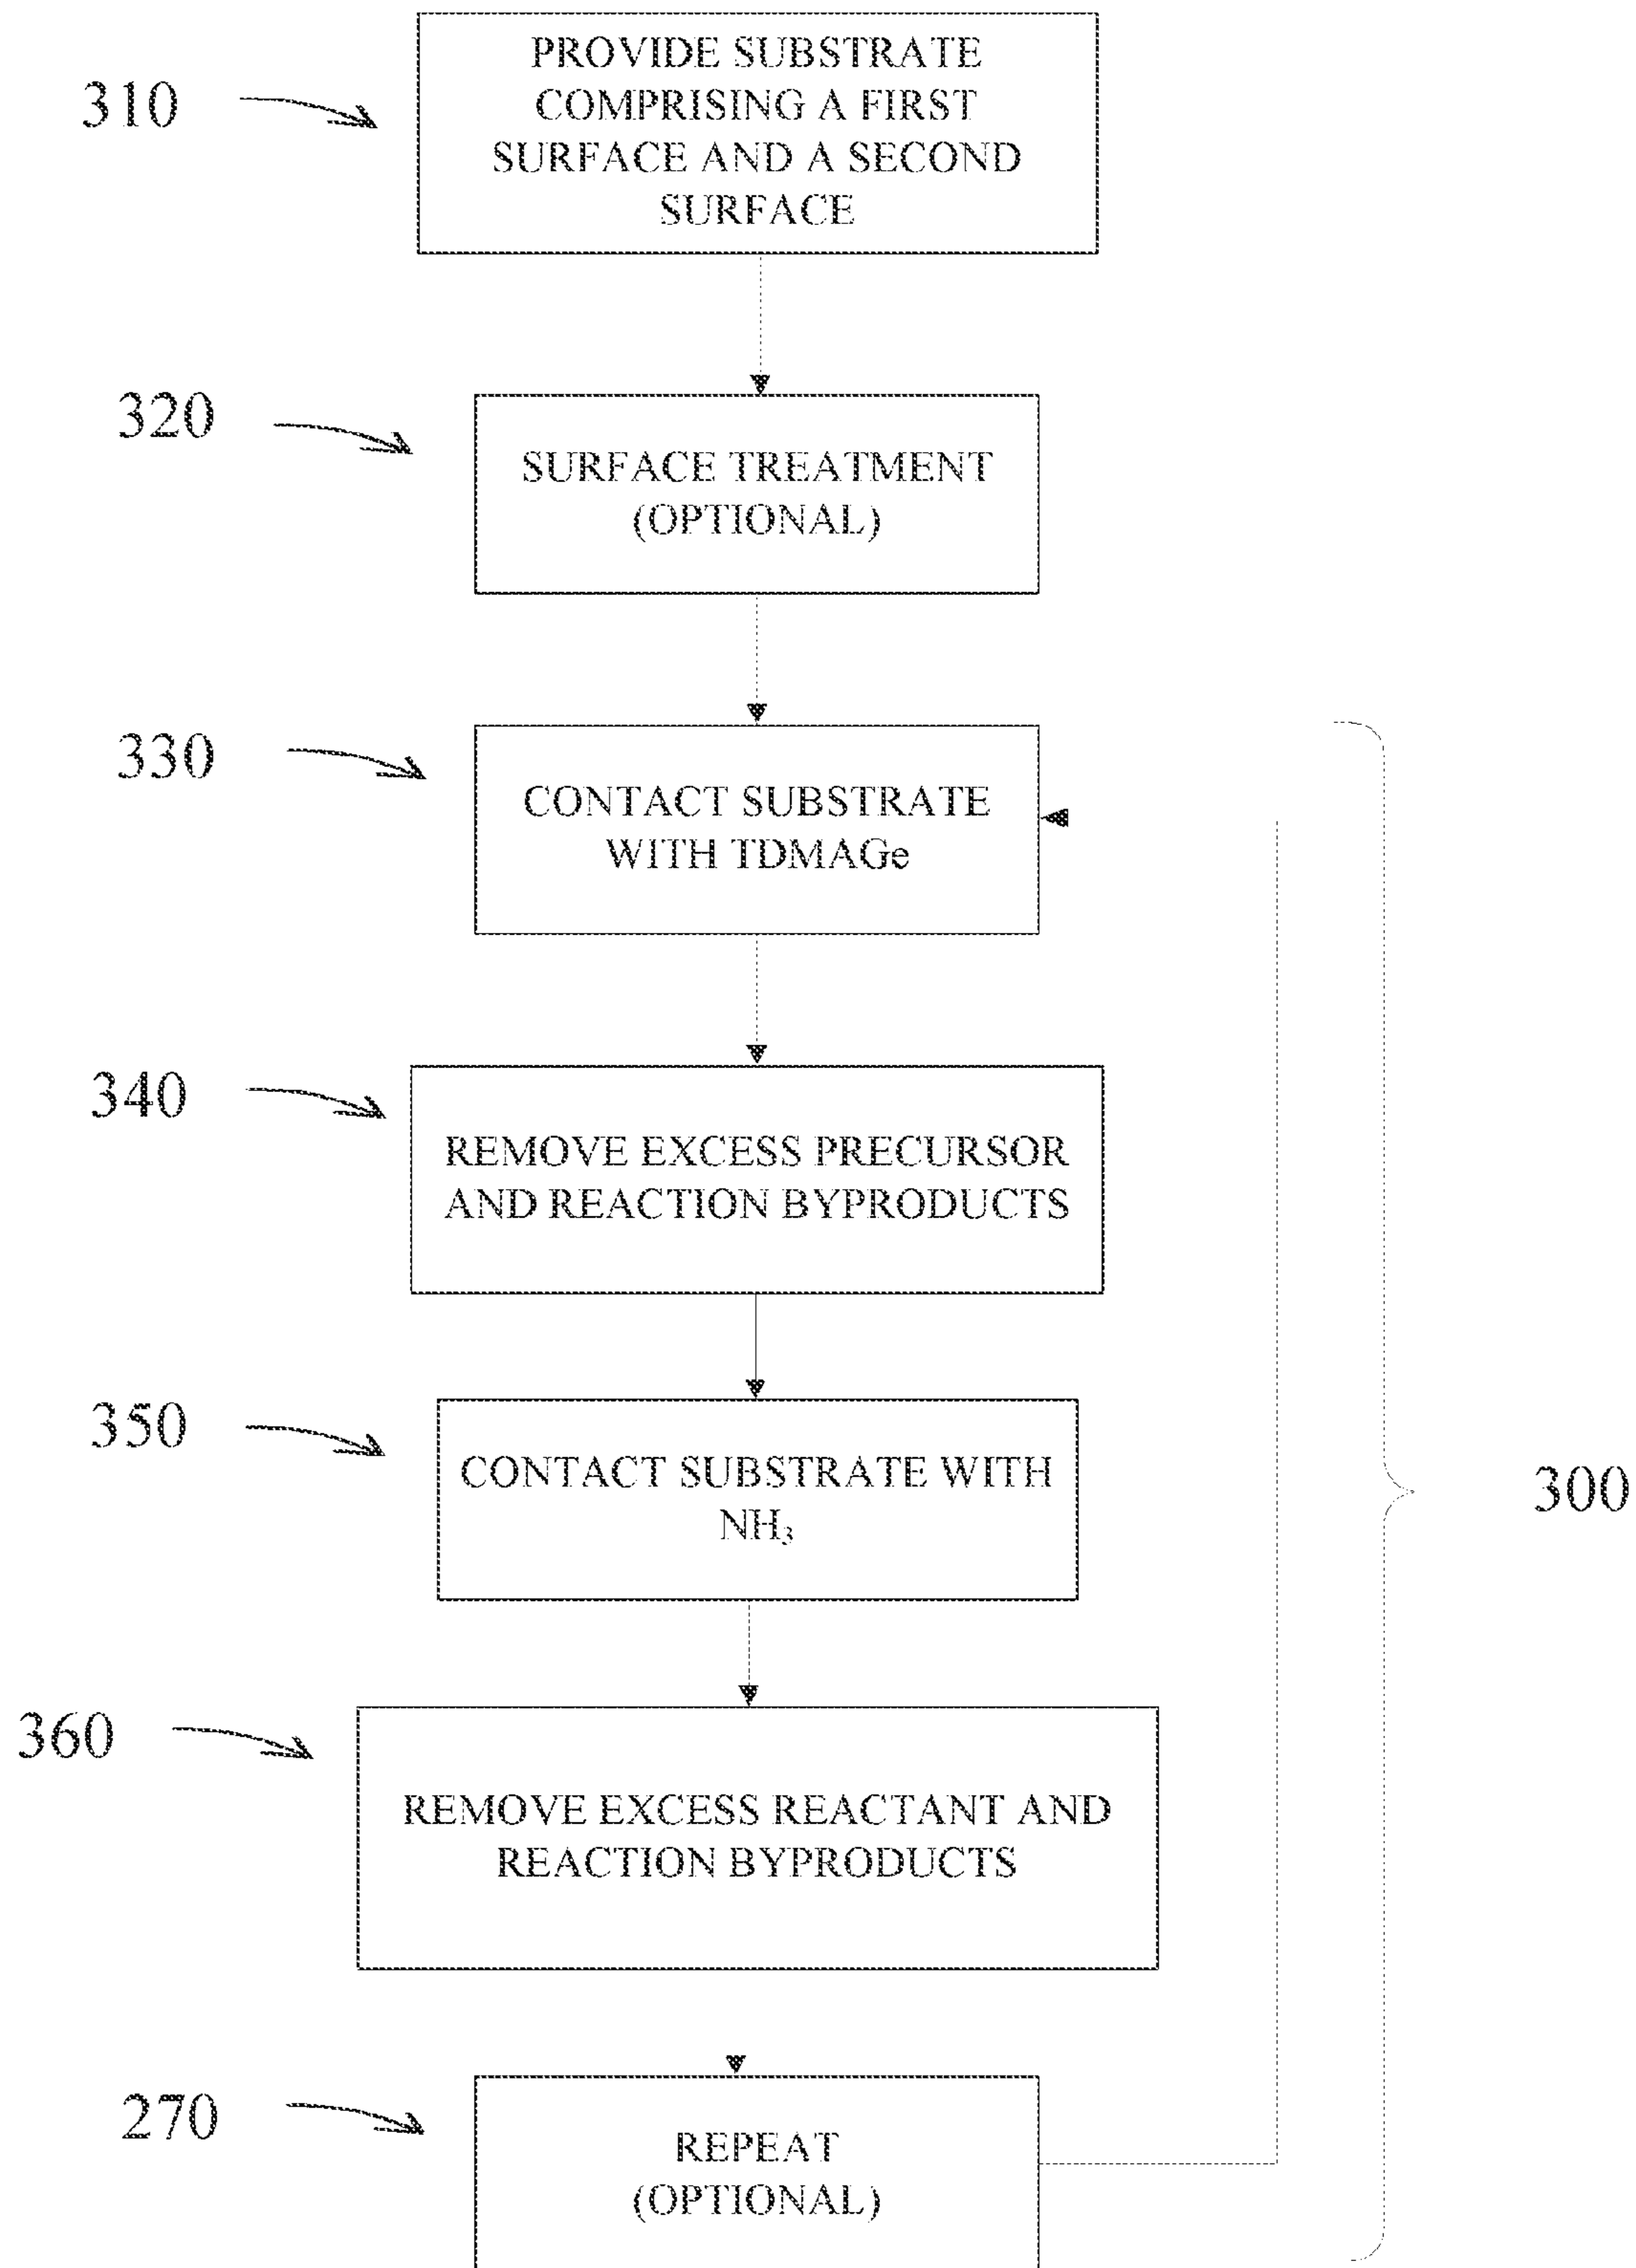 310
PROVIDE SUBSTRATE
COMPRISING A FIRST
SURFACE AND A SECOND
SURFACE
320
SURFACE TREATMENT
(OPTIONAL)
330
CONTACT SUBSTRATE
WITH TDMAGe
340
REMOVE EXCESS PRECURSOR
AND REACTION BYPRODUCTS
350
CONTACT SUBSTRATE WITH
NH₃
300
360
REMOVE EXCESS REACTANT AND
REACTION BYPRODUCTS
270
REPEAT
(OPTIONAL)